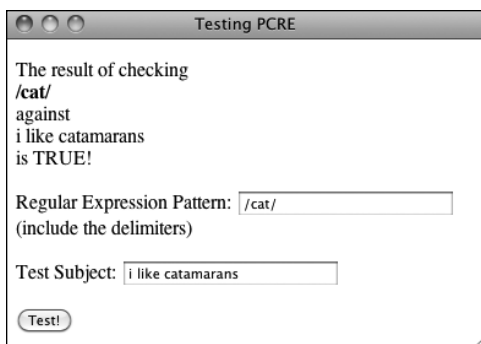 Testing PCRE
The result of checking
/cat/
against
i like catamarans
is TRUE!
Regular Expression Pattern: /cat/
(include the delimiters)
Test Subject: i like catamarans
Test!